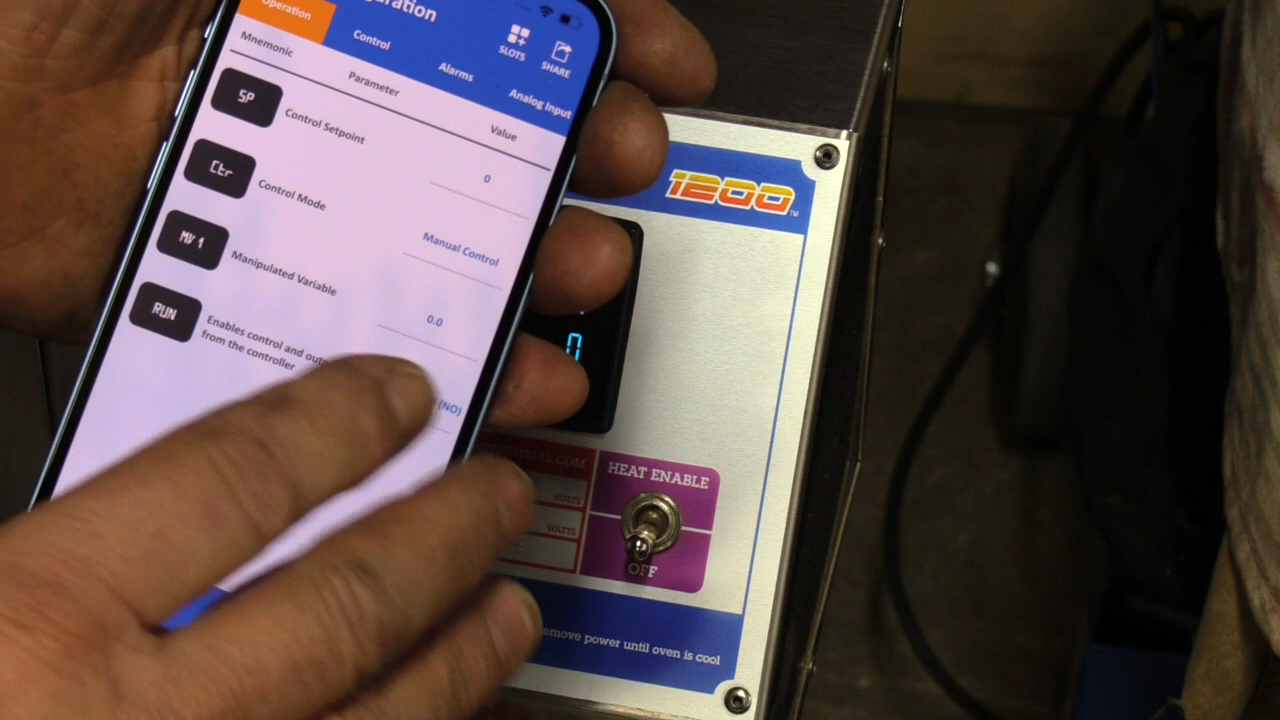 Operation
Control
Alarms
Analog Input
SLOTS
SHARE
Mnemonic
Parameter
Value
SP
Control Setpoint
0
Ctr
Control Mode
Manual Control
MV 1
Manipulated Variable
0.0
RUN
Enables control and
from the controller
(NO)
1200
TM
0
HEAT ENABLE
OFF
VOLTS
WATTS
power until oven is cool